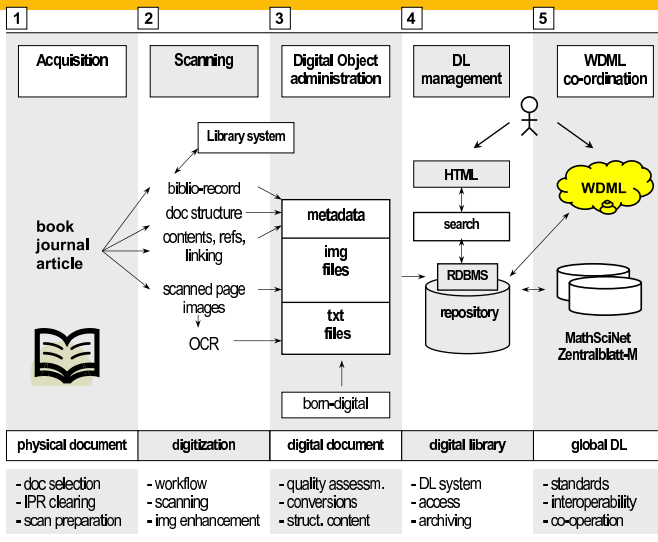 1 2 3 4 5
Acquisition
Scanning
Digital Object
administration
DL
management
WDML
co-ordination
Library system
biblio-record
doc structure
contents, refs,
linking
book
journal
article
scanned page
images
OCR
metadata
img
files
txt
files
born-digital
HTML
search
RDBMS
repository
WDML
MathSciNet
Zentralblatt-M
physical document
digitization
digital document
digital library
global DL
- doc selection
- IPR clearing
- scan preparation
- workflow
- scanning
- img enhancement
- quality assessm.
- conversions
- struct. content
- DL system
- access
- archiving
- standards
- interoperability
- co-operation